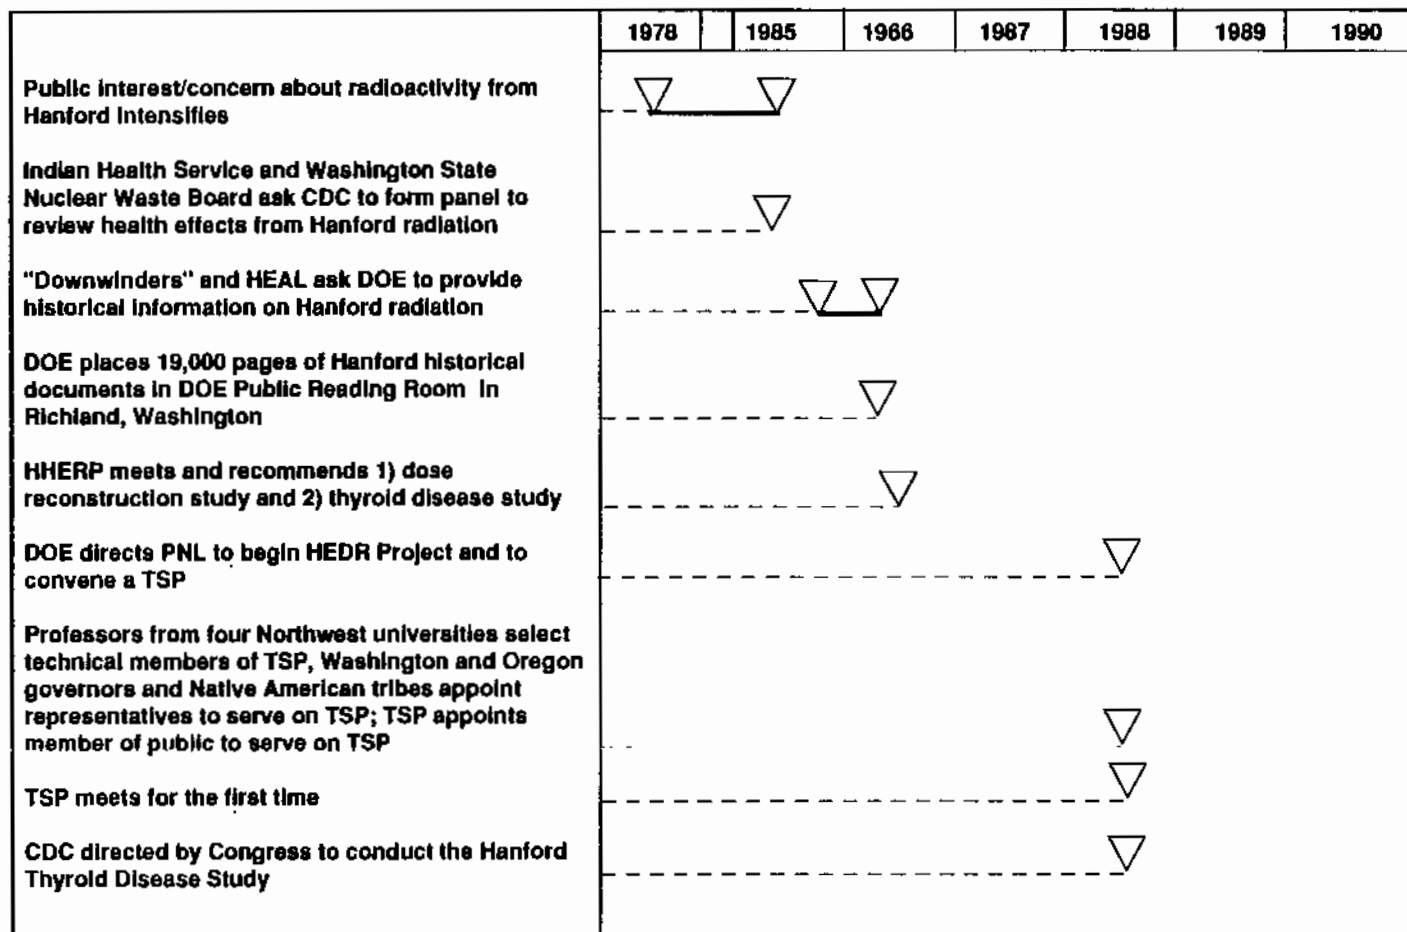 1978 1985 1966 1987 1988 1989 1990
Public interest/concern about radioactivity from
Hanford Intensifies
Indian Health Service and Washington State
Nuclear Waste Board ask CDC to form panel to
review health effects from Hanford radiation
"Downwinders" and HEAL ask DOE to provide
historical information on Hanford radiation
DOE places 19,000 pages of Hanford historical
documents in DOE Public Reading Room in
Richland, Washington
HHERP meets and recommends 1) dose
reconstruction study and 2) thyroid disease study
DOE directs PNL to begin HEDR Project and to
convene a TSP
Professors from four Northwest universities select
technical members of TSP, Washington and Oregon
governors and Native American tribes appoint
representatives to serve on TSP; TSP appoints
member of public to serve on TSP
TSP meets for the first time
CDC directed by Congress to conduct the Hanford
Thyroid Disease Study